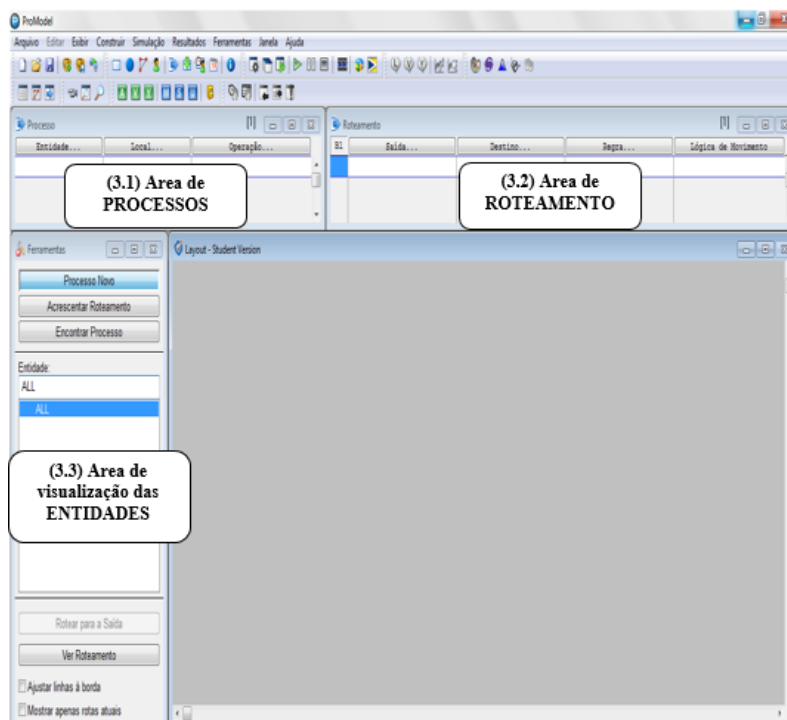 ProModel
Arquivo Editar Exibir Construir Simulação Resultados Ferramentas Janela Ajuda
Processo [1]
Entidade... Local... Operação...
(3.1) Area de
PROCESSOS
Roteamento [1]
B1 Saída... Destino... Regra... Lógica de Movimento
(3.2) Area de
ROTEAMENTO
Ferramentas
Processo Novo
Acrescentar Roteamento
Encontrar Processo
Entidade:
ALL
ALL
(3.3) Area de
visualização das
ENTIDADES
Rotear para a Saída
Ver Roteamento
Ajustar linhas à borda
Mostrar apenas rotas atuais
Layout - Student Version